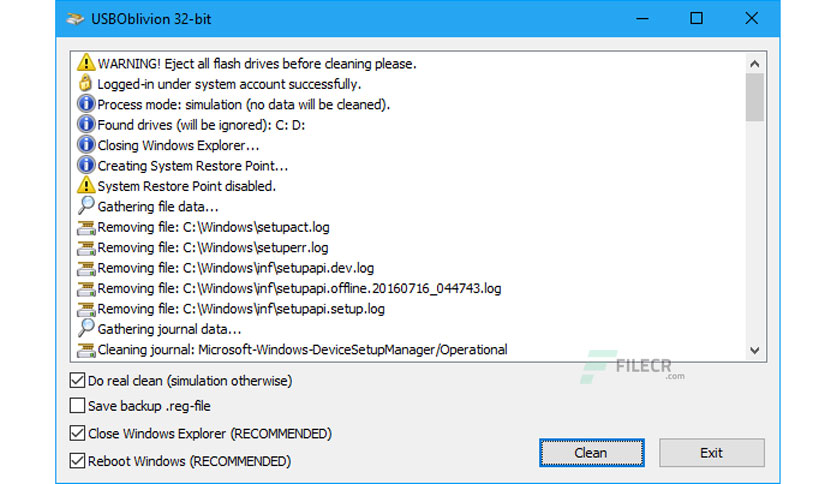 USBOblivion 32-bit
WARNING! Eject all flash drives before cleaning please.
Logged-in under system account successfully.
Process mode: simulation (no data will be cleaned).
Found drives (will be ignored): C: D:
Closing Windows Explorer...
Creating System Restore Point...
System Restore Point disabled.
Gathering file data...
Removing file: C:\Windows\setupact.log
Removing file: C:\Windows\setuperr.log
Removing file: C:\Windows\inf\setupapi.dev.log
Removing file: C:\Windows\inf\setupapi.offline.20160716_044743.log
Removing file: C:\Windows\inf\setupapi.setup.log
Gathering journal data...
Cleaning journal: Microsoft-Windows-DeviceSetupManager/Operational
FILECR
.com
Do real clean (simulation otherwise)
Save backup .reg-file
Close Windows Explorer (RECOMMENDED)
Reboot Windows (RECOMMENDED)
Clean
Exit